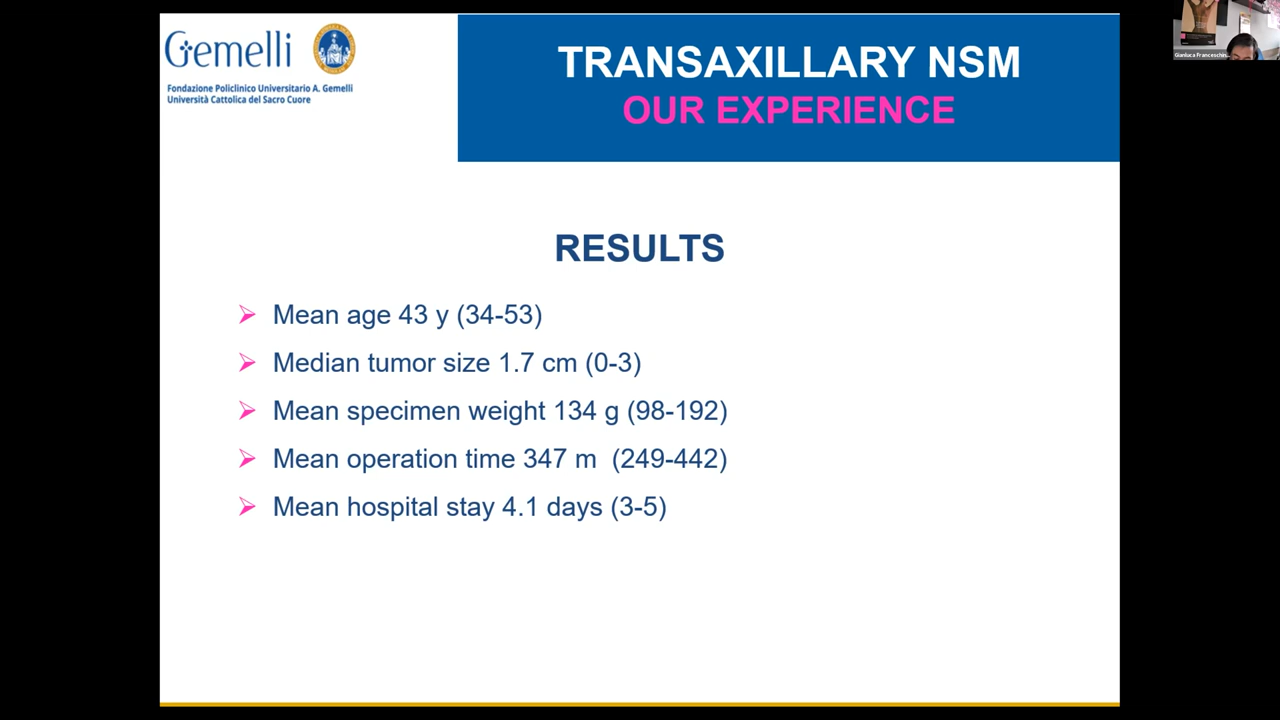 Gemelli
Fondazione Policlinico Universitario A. Gemelli
Università Cattolica del Sacro Cuore
TRANSAXILLARY NSM
OUR EXPERIENCE
Gianluca Franceschin...
RESULTS
Mean age 43 y (34-53)
Median tumor size 1.7 cm (0-3)
Mean specimen weight 134 g (98-192)
Mean operation time 347 m (249-442)
Mean hospital stay 4.1 days (3-5)